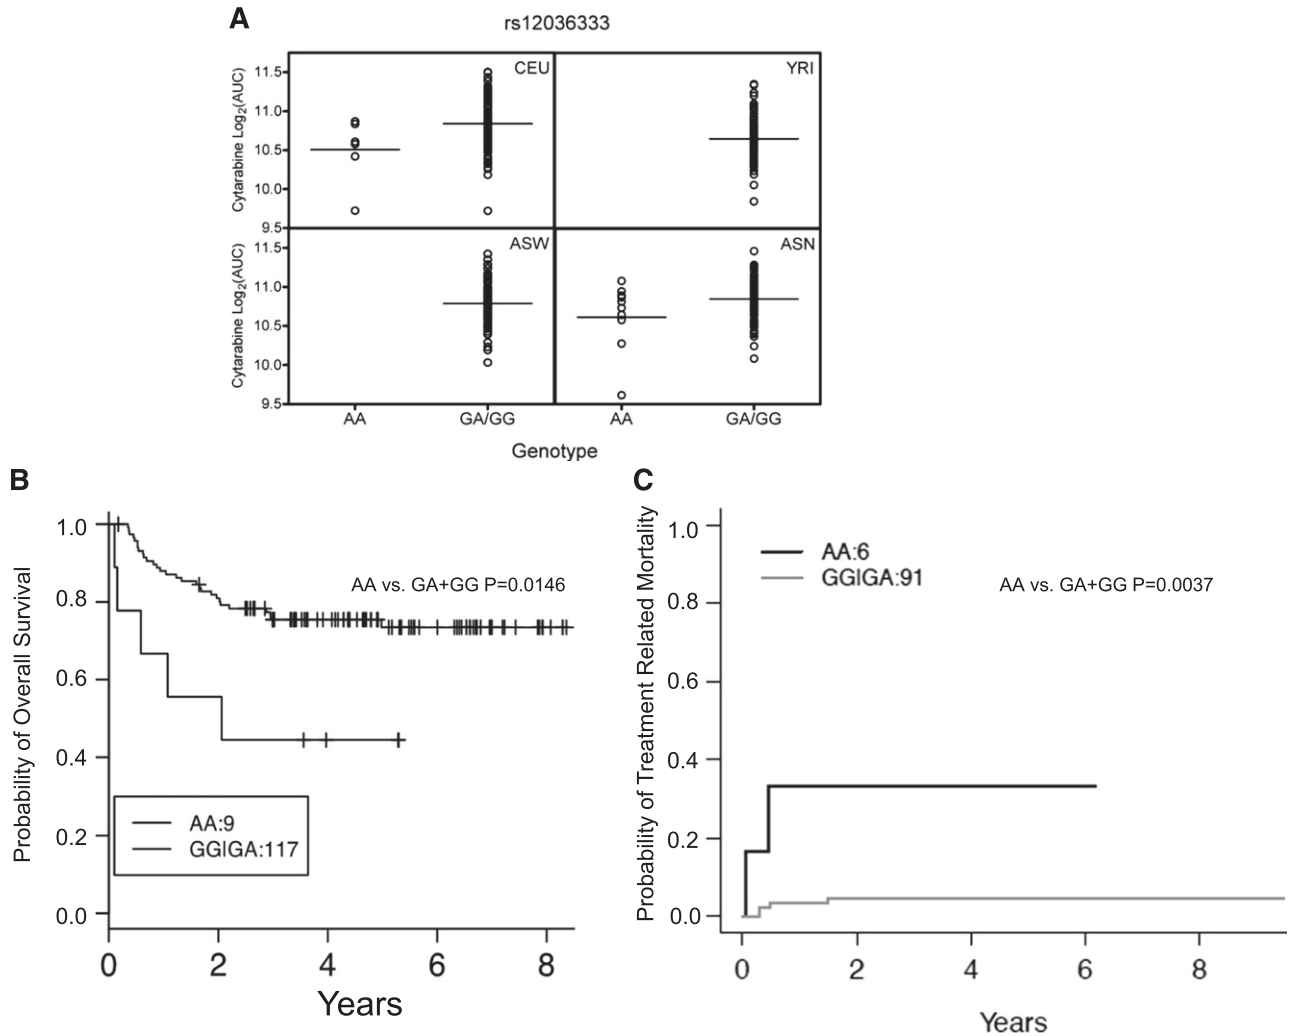 A
rs12036333
Cytarabine Log2(AUC)
11.5
11.0
10.5
10.0
9.5
CEU
YRI
Cytarabine Log2(AUC)
11.5
11.0
10.5
10.0
9.5
ASW
ASN
AA
GA/GG
AA
GA/GG
Genotype
B
Probability of Overall Survival
1.0
0.8
0.6
0.4
0.2
0.0
AA vs. GA+GG P=0.0146
AA:9
GG|GA:117
0
2
4
6
8
Years
C
Probability of Treatment Related Mortality
1.0
0.8
0.6
0.4
0.2
0.0
AA:6
GG|GA:91
AA vs. GA+GG P=0.0037
0
2
4
6
8
Years